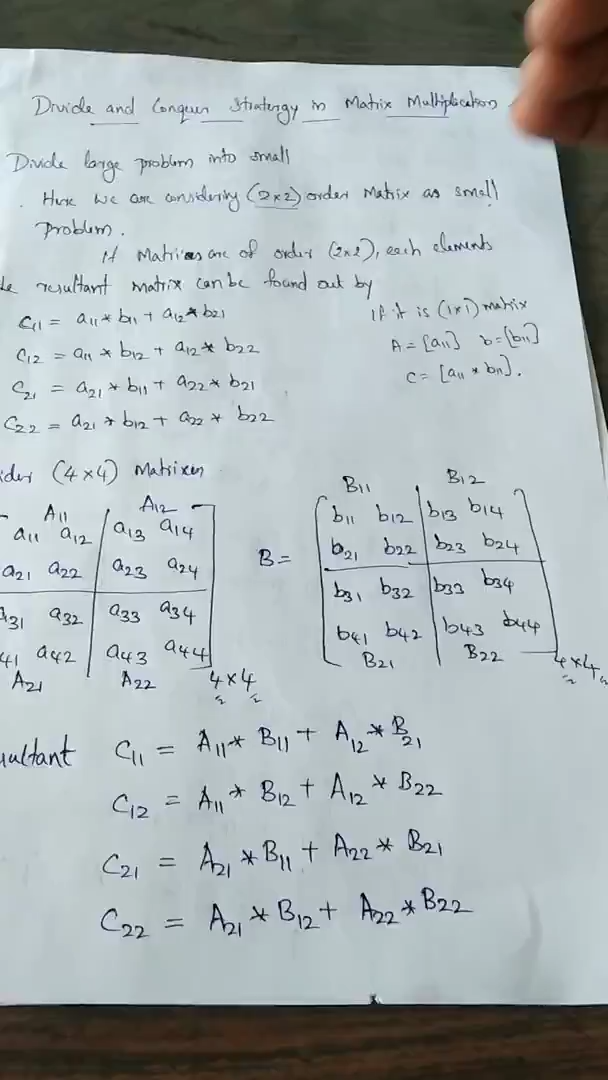 Divide and Conquer Stratergy in Matrix Multiplication
Divide large problem into small
Here we are considering (2×2) order Matrix as small
problem.
If Matrices are of order (2×2), each elements
resultant matrix can be found out by
C11 = a11 * b11 + a12 * b21
C12 = a11 * b12 + a12 * b22
C21 = a21 * b11 + a22 * b21
C22 = a21 * b12 + a22 * b22
If it is (1×1) matrix
A = [a11] b = [b11]
C = [a11 * b11].
(4×4) Matrixes
A11 A12
a11 a12 a13 a14
a21 a22 a23 a24
a31 a32 a33 a34
41 a42 a43 a44
A21 A22 4×4
B =
B11 B12
b11 b12 b13 b14
b21 b22 b23 b24
b31 b32 b33 b34
b41 b42 b43 b44
B21 B22 4×4
C11 = A11 * B11 + A12 * B21
C12 = A11 * B12 + A12 * B22
C21 = A21 * B11 + A22 * B21
C22 = A21 * B12 + A22 * B22